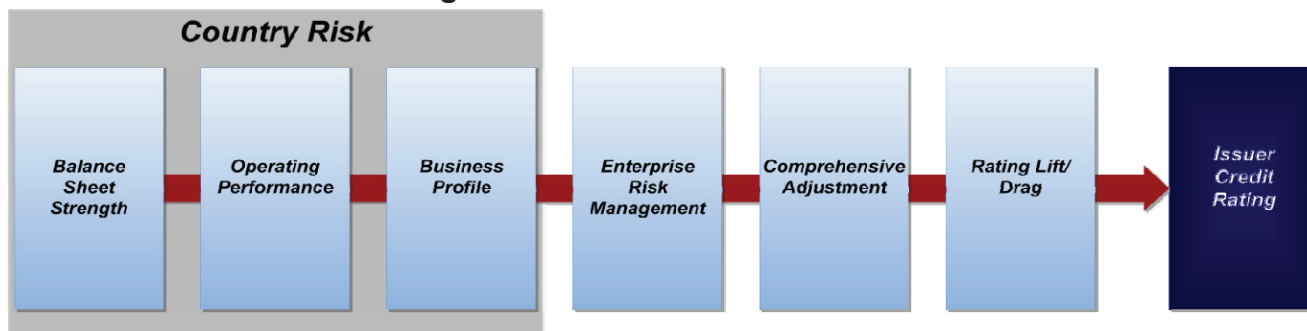 Country Risk
Balance
Sheet
Strength
Operating
Performance
Business
Profile
Enterprise
Risk
Management
Comprehensive
Adjustment
Rating Lift/
Drag
Issuer
Credit
Rating